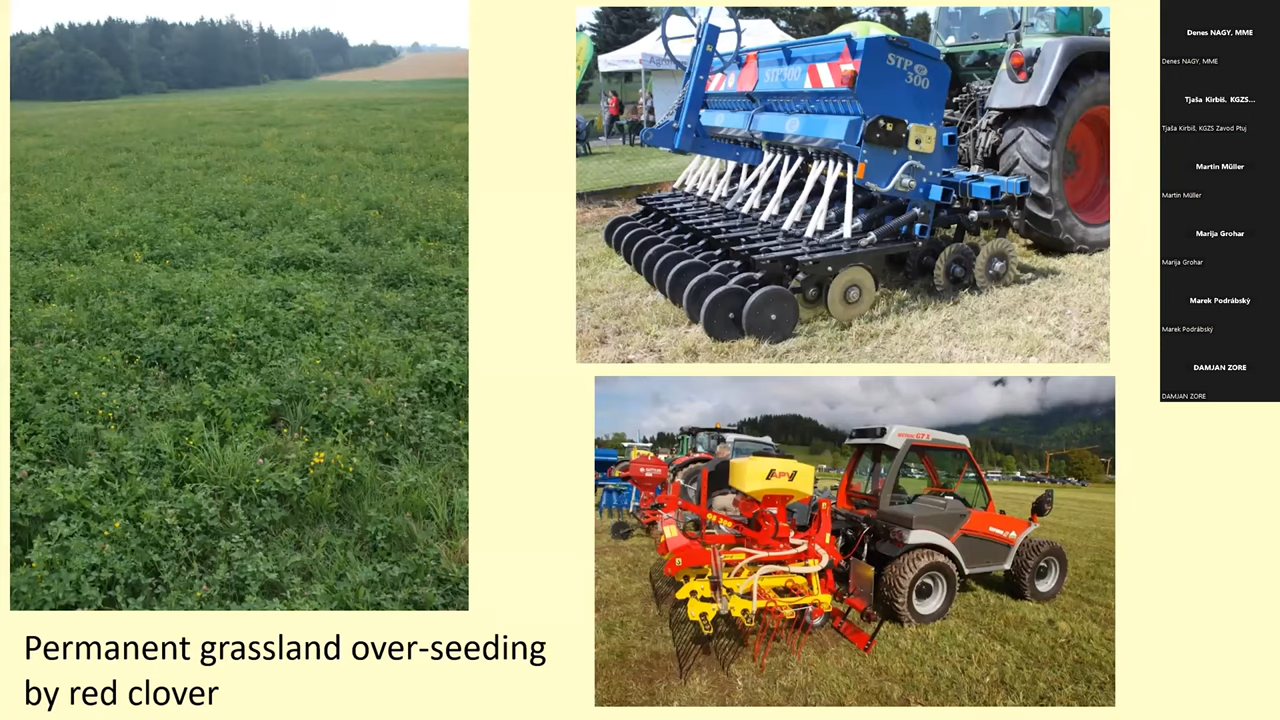 Permanent grassland over-seeding
by red clover
STP300
STP
300
APV
GS 300
Denes NAGY, MME
Denes NAGY, MME
Tjaša Kirbiš, KGZS...
Tjaša Kirbiš, KGZS Zavod Ptuj
Martin Müller
Martin Müller
Marija Grohar
Marija Grohar
Marek Podrábský
Marek Podrábský
DAMJAN ZORE
DAMJAN ZORE